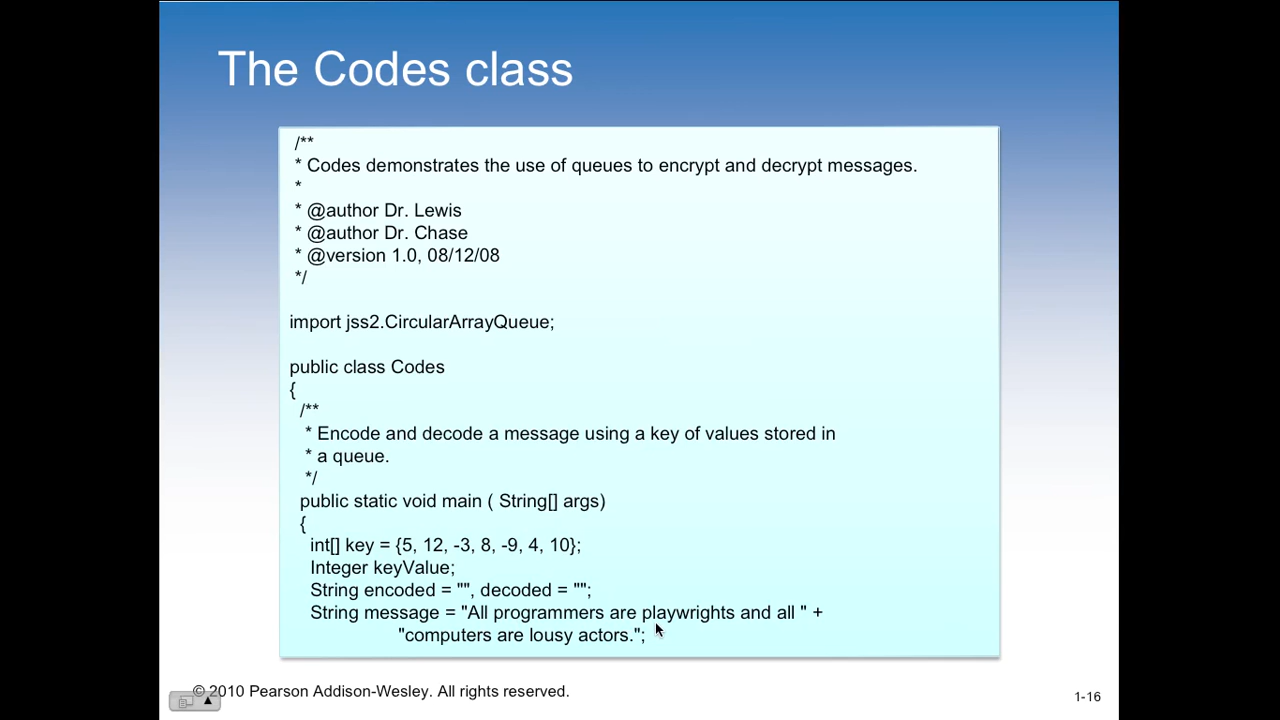 The Codes class
/**
* Codes demonstrates the use of queues to encrypt and decrypt messages.
*
* @author Dr. Lewis
* @author Dr. Chase
* @version 1.0, 08/12/08
*/
import jss2.CircularArrayQueue;
public class Codes
{
/**
* Encode and decode a message using a key of values stored in
* a queue.
*/
public static void main ( String[] args)
{
int[] key = {5, 12, -3, 8, -9, 4, 10};
Integer keyValue;
String encoded = "", decoded = "";
String message = "All programmers are playwrights and all " +
"computers are lousy actors.";
© 2010 Pearson Addison-Wesley. All rights reserved.
1-16